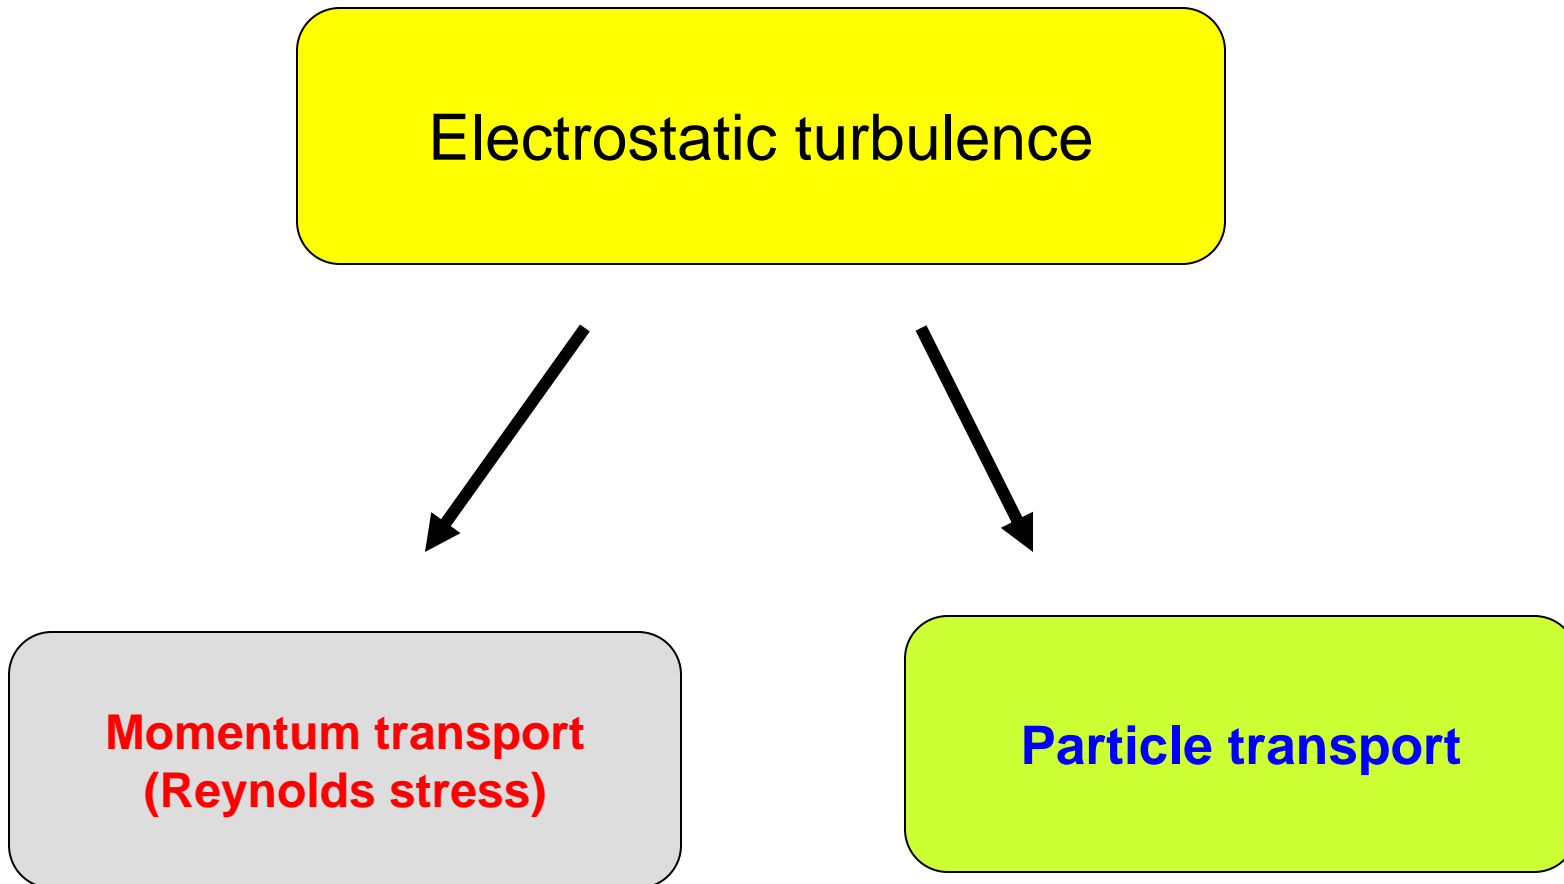 Electrostatic turbulence
Momentum transport
(Reynolds stress)
Particle transport